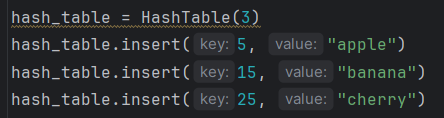 hash_table = HashTable(3)
hash_table.insert( key: 5, value: "apple")
hash_table.insert( key: 15, value: "banana")
hash_table.insert( key: 25, value: "cherry")